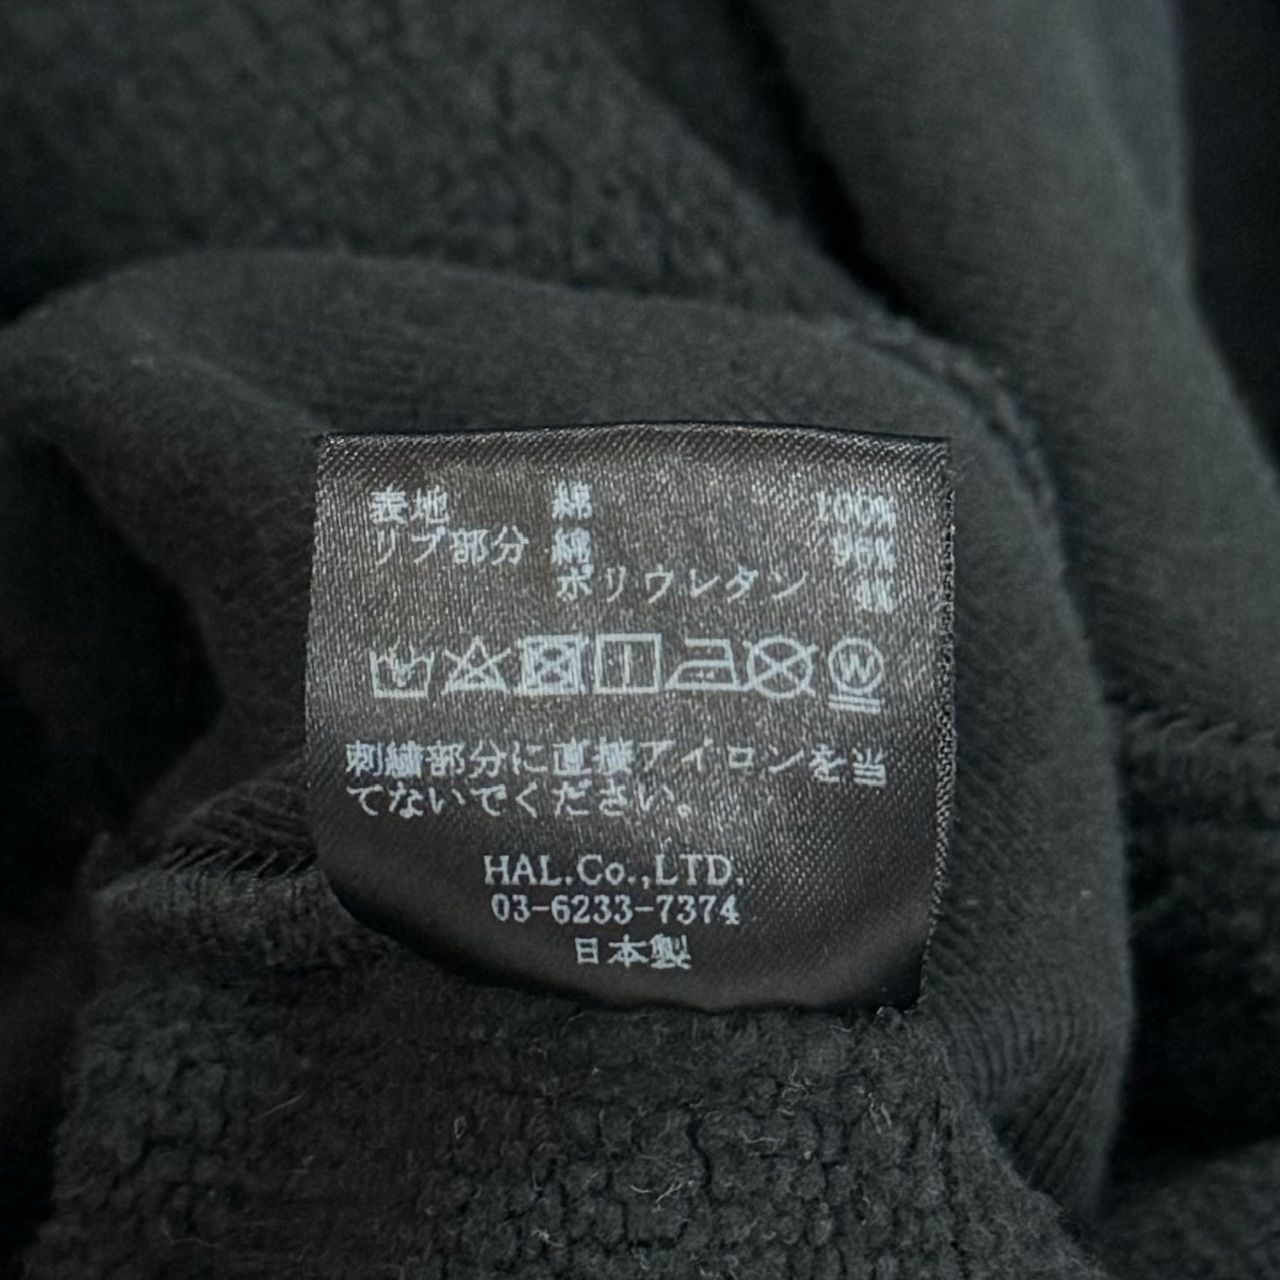 表地 綿 100%
リブ部分 綿 96%
ポリウレタン 4%
W
刺繍部分に直接アイロンを当
てないでください。
HAL.Co.,LTD.
03-6233-7374
日本製